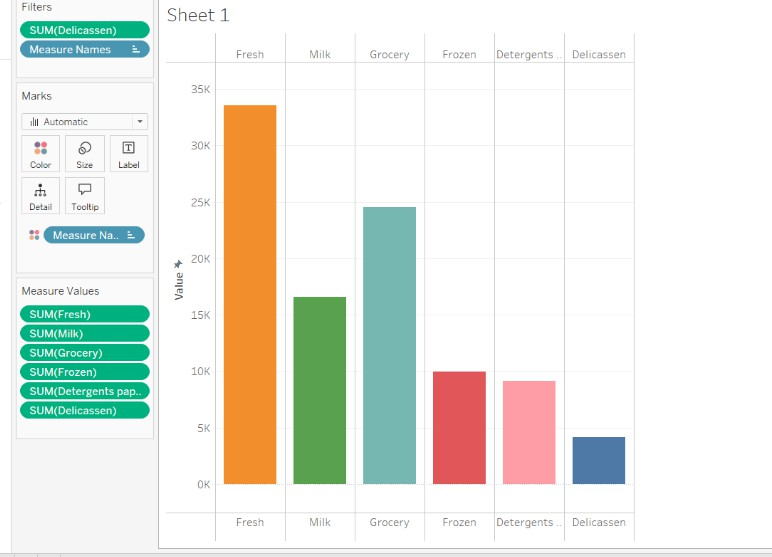 Filters
SUM(Delicassen)
Measure Names
Marks
Automatic
Color Size Label
Detail Tooltip
Measure Na..
Measure Values
SUM(Fresh)
SUM(Milk)
SUM(Grocery)
SUM(Frozen)
SUM(Detergents pap..
SUM(Delicassen)
Sheet 1
Fresh Milk Grocery Frozen Detergents .. Delicassen
35K
30K
25K
20K
15K
10K
5K
0K
Value
Fresh Milk Grocery Frozen Detergents .. Delicassen